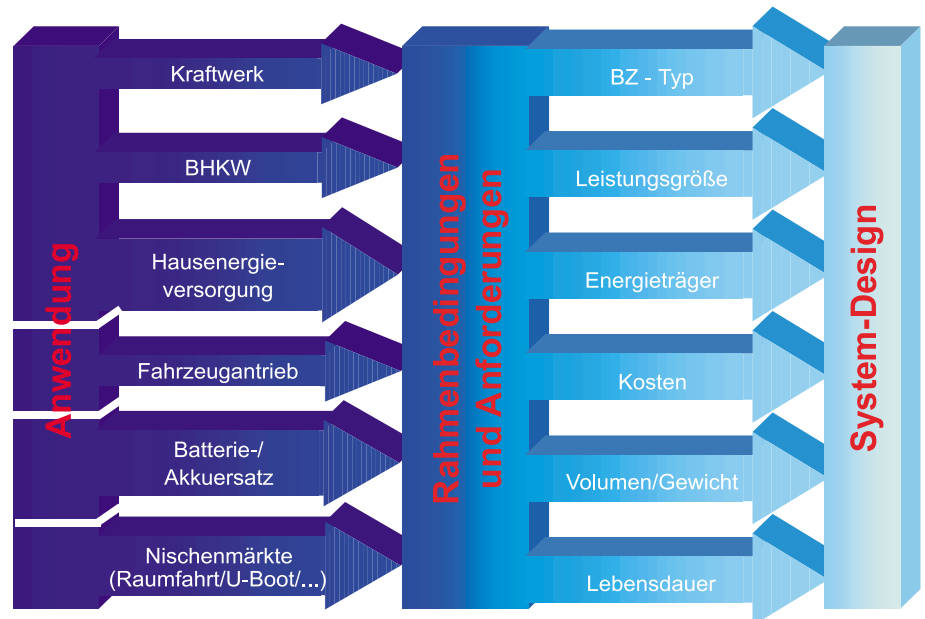 Anwendung
Kraftwerk
BHKW
Hausenergie-
versorgung
Fahrzeugantrieb
Batterie-/
Akkuersatz
Nischenmärkte
(Raumfahrt/U-Boot/...)
Rahmenbedingungen
und Anforderungen
BZ - Typ
Leistungsgröße
Energieträger
Kosten
Volumen/Gewicht
Lebensdauer
System-Design